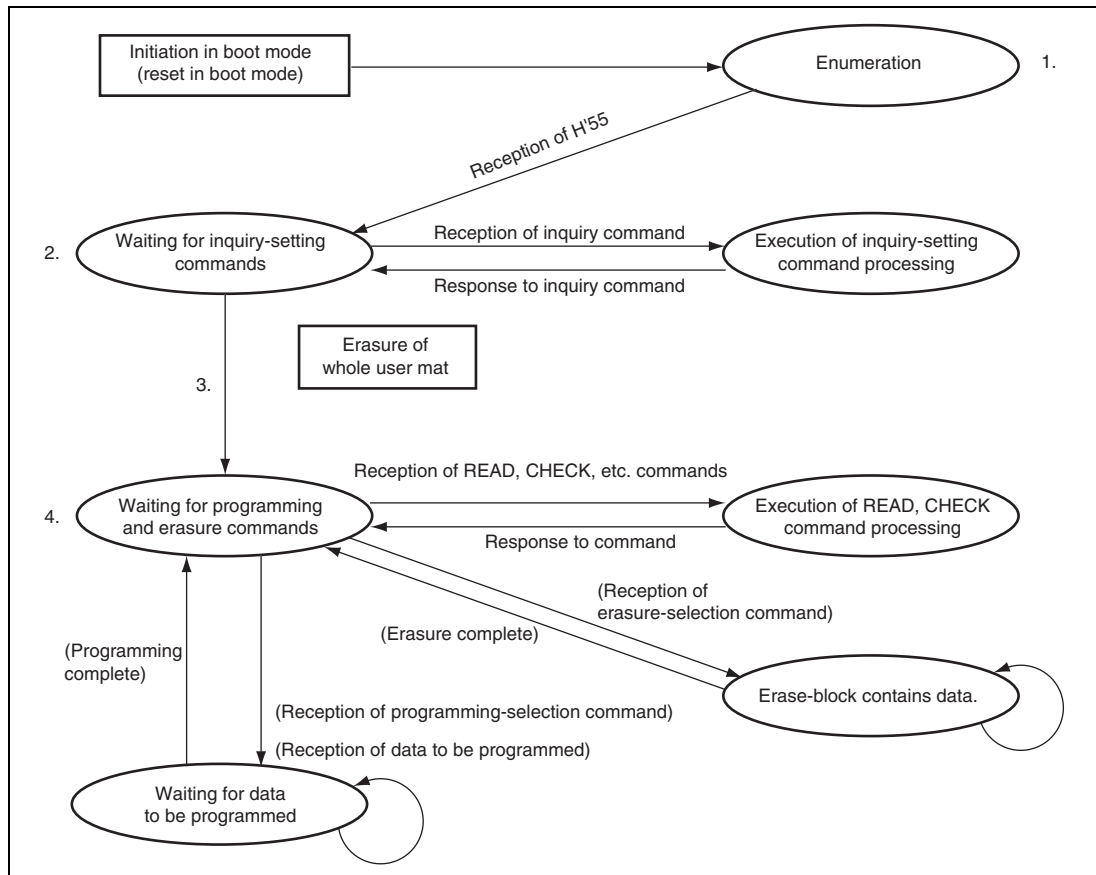 Initiation in boot mode
(reset in boot mode)
Enumeration
1.
Reception of H'55
2.
Waiting for inquiry-setting
commands
Reception of inquiry command
Response to inquiry command
Execution of inquiry-setting
command processing
Erasure of
whole user mat
3.
4.
Waiting for programming
and erasure commands
Reception of READ, CHECK, etc. commands
Response to command
Execution of READ, CHECK
command processing
(Reception of
erasure-selection command)
(Erasure complete)
(Programming
complete)
Erase-block contains data.
(Reception of programming-selection command)
(Reception of data to be programmed)
Waiting for data
to be programmed